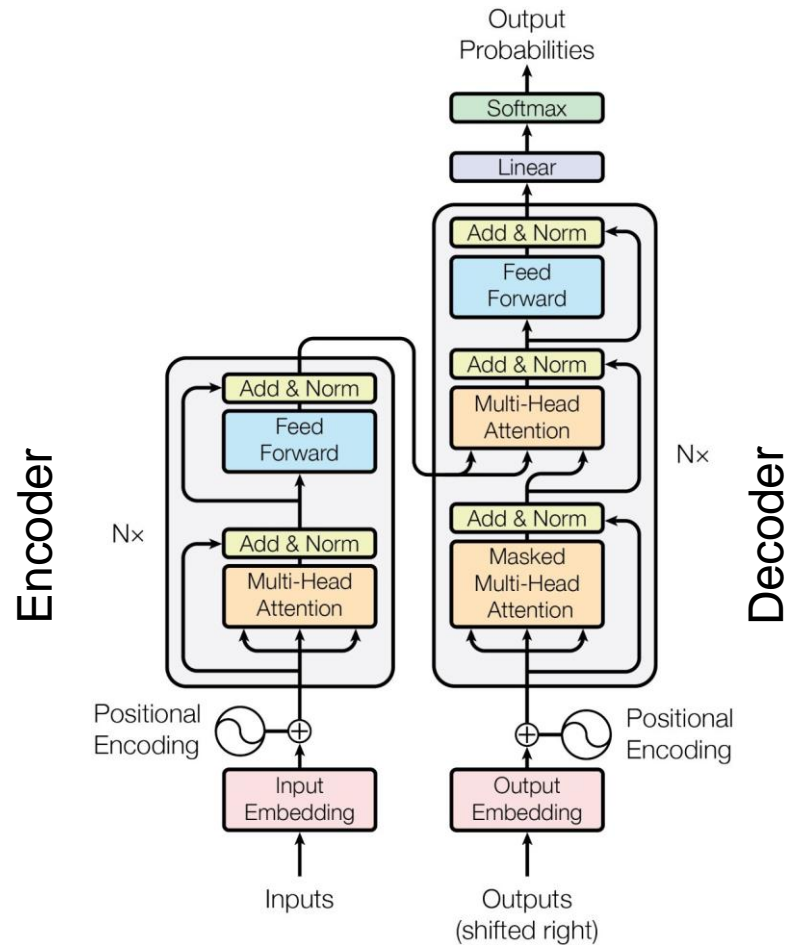 Output
Probabilities
Softmax
Linear
Add & Norm
Feed
Forward
Add & Norm
Multi-Head
Attention
Add & Norm
Masked
Multi-Head
Attention
Nx
Decoder
Encoder
Nx
Add & Norm
Feed
Forward
Add & Norm
Multi-Head
Attention
Positional
Encoding
Positional
Encoding
Input
Embedding
Output
Embedding
Inputs
Outputs
(shifted right)